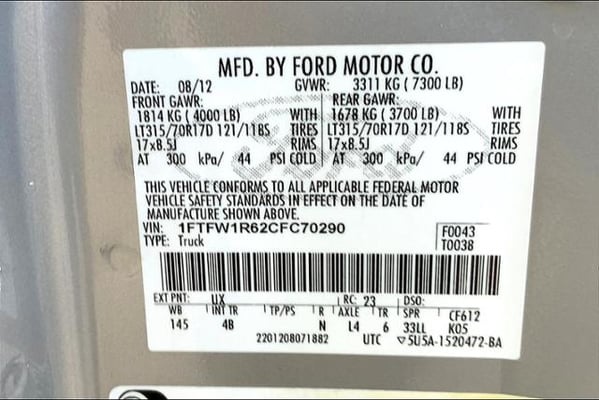 MFD. BY FORD MOTOR CO.
DATE: 08/12 GVWR: 3311 KG ( 7300 LB)
FRONT GAWR: REAR GAWR:
1814 KG ( 4000 LB) WITH 1678 KG ( 3700 LB) WITH
LT315/70R17D 121/118S TIRES LT315/70R17D 121/118S TIRES
17x8.5J RIMS 17x8.5J RIMS
AT 300 kPa/ 44 PSI COLD AT 300 kPa/ 44 PSI COLD
THIS VEHICLE CONFORMS TO ALL APPLICABLE FEDERAL MOTOR
VEHICLE SAFETY STANDARDS IN EFFECT ON THE DATE OF
MANUFACTURE SHOWN ABOVE.
VIN: 1FTFW1R62CFC70290 F0043
TYPE: Truck T0038
EXT PNT: UX RC: 23 DSO:
WB INT TR TP/PS R AXLE TR SPR CF612
145 4B N L4 6 33LL K05
2201208071882 UTC ▽5U5A-1520472-BA